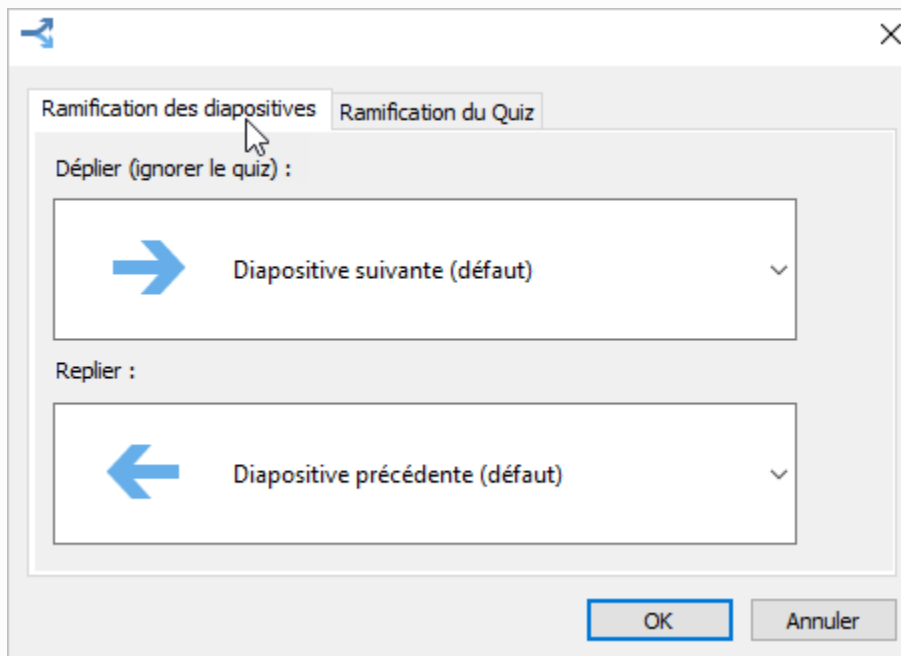 Ramification des diapositives
Ramification du Quiz
Déplier (ignorer le quiz) :
Diapositive suivante (défaut)
Replier :
Diapositive précédente (défaut)
OK
Annuler